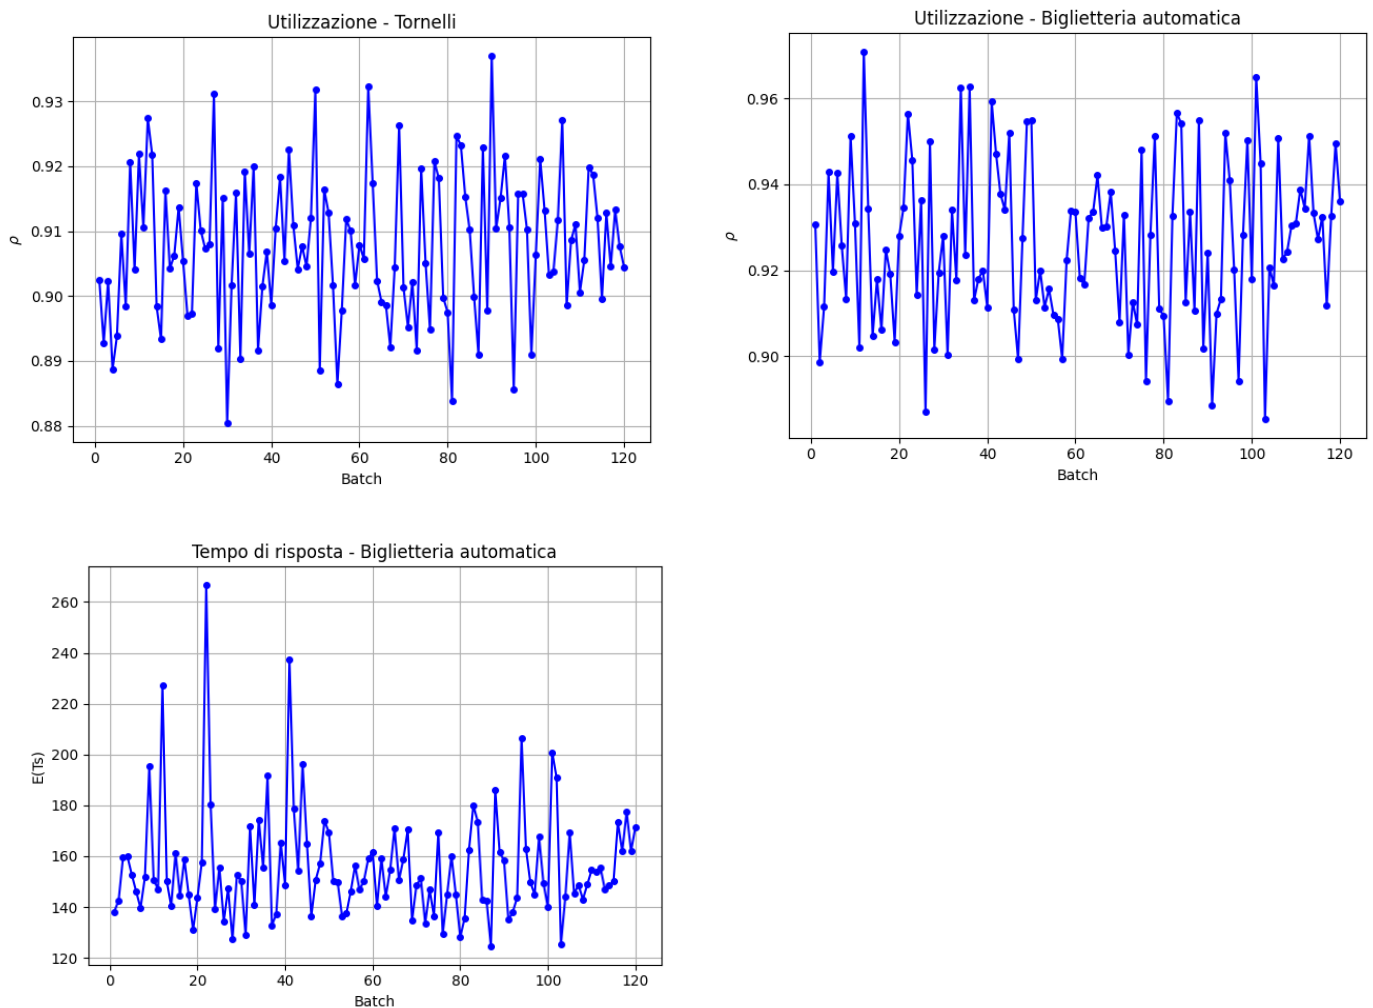 Utilizzazione - Tornelli
ρ
0.93
0.92
0.91
0.90
0.89
0.88
0 20 40 60 80 100 120
Batch
Utilizzazione - Biglietteria automatica
ρ
0.96
0.94
0.92
0.90
0 20 40 60 80 100 120
Batch
Tempo di risposta - Biglietteria automatica
E(Ts)
260
240
220
200
180
160
140
120
0 20 40 60 80 100 120
Batch